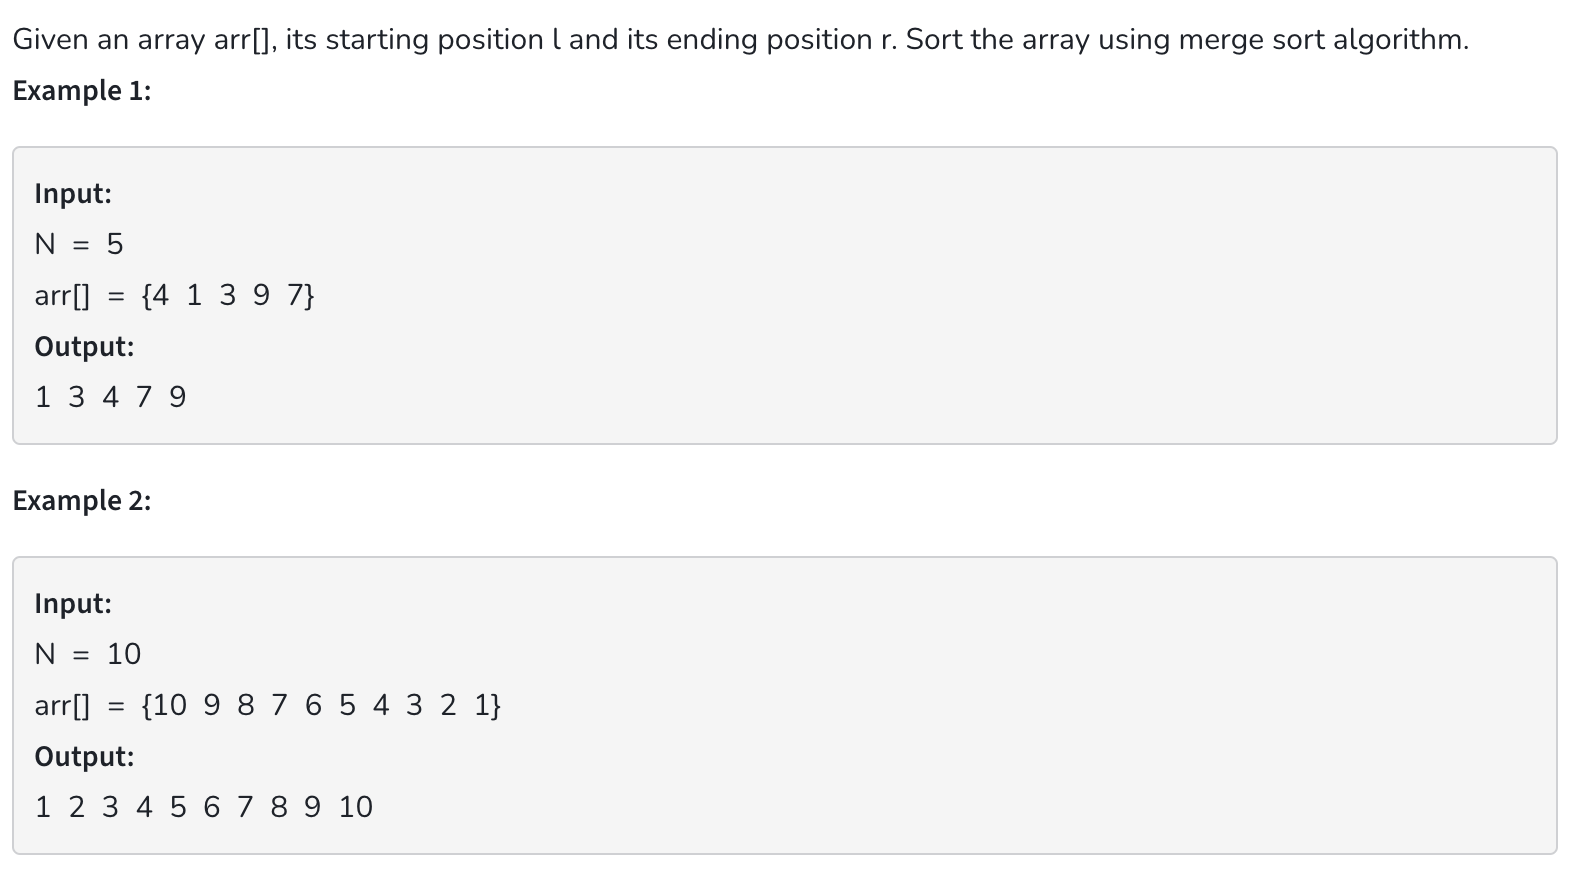 Given an array arr[], its starting position l and its ending position r. Sort the array using merge sort algorithm.
Example 1:
Input:
N = 5
arr[] = {4 1 3 9 7}
Output:
1 3 4 7 9
Example 2:
Input:
N = 10
arr[] = {10 9 8 7 6 5 4 3 2 1}
Output:
1 2 3 4 5 6 7 8 9 10